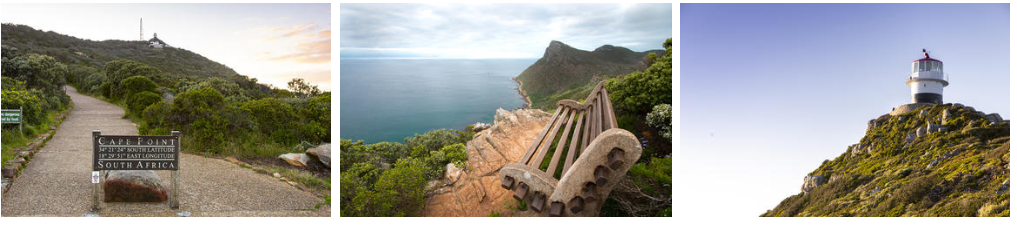 CAPE POINT
34° 21' 24" SOUTH LATITUDE
18° 29' 51" EAST LONGITUDE
SOUTH AFRICA